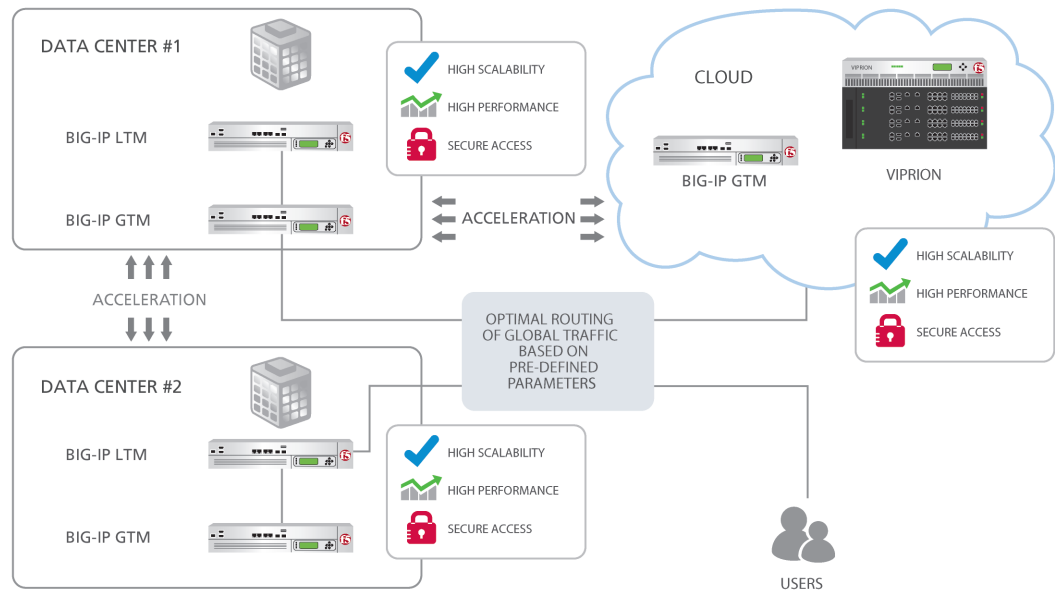 DATA CENTER #1
BIG-IP LTM
BIG-IP GTM
HIGH SCALABILITY
HIGH PERFORMANCE
SECURE ACCESS
ACCELERATION
CLOUD
VIPRION
f5
BIG-IP GTM
VIPRION
HIGH SCALABILITY
HIGH PERFORMANCE
SECURE ACCESS
ACCELERATION
OPTIMAL ROUTING
OF GLOBAL TRAFFIC
BASED ON
PRE-DEFINED
PARAMETERS
DATA CENTER #2
BIG-IP LTM
BIG-IP GTM
HIGH SCALABILITY
HIGH PERFORMANCE
SECURE ACCESS
USERS